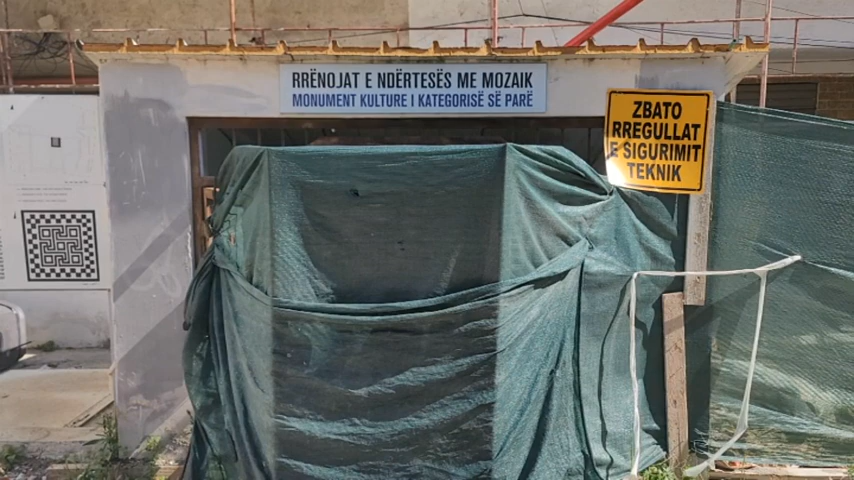 RRËNOJAT E NDËRTESËS ME MOZAIK
MONUMENT KULTURE I KATEGORISË SË PARË
ZBATO
RREGULLAT
E SIGURIMIT
TEKNIK